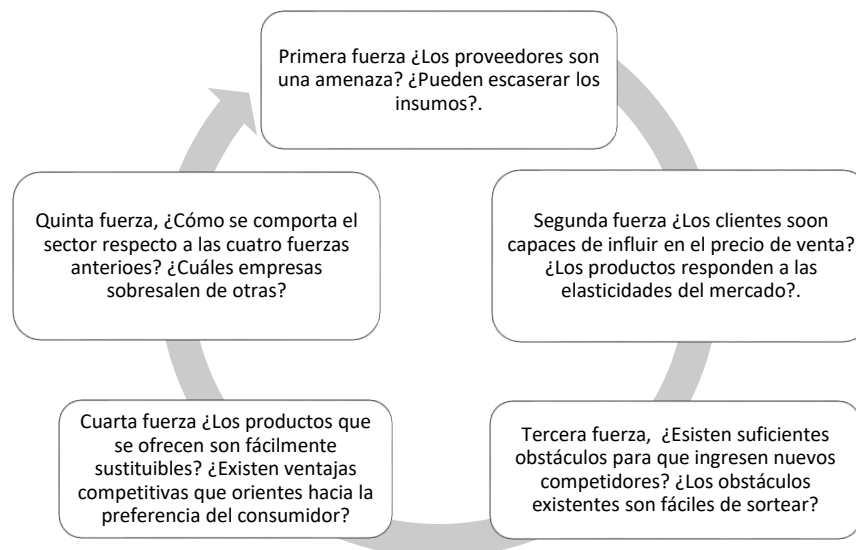 Primera fuerza ¿Los proveedores son
una amenaza? ¿Pueden escaserar los
insumos?.
Segunda fuerza ¿Los clientes soon
capaces de influir en el precio de venta?
¿Los productos responden a las
elasticidades del mercado?.
Tercera fuerza, ¿Esisten suficientes
obstáculos para que ingresen nuevos
competidores? ¿Los obstáculos
existentes son fáciles de sortear?
Cuarta fuerza ¿Los productos que
se ofrecen son fácilmente
sustituibles? ¿Existen ventajas
competitivas que orientes hacia la
preferencia del consumidor?
Quinta fuerza, ¿Cómo se comporta el
sector respecto a las cuatro fuerzas
anterioes? ¿Cuáles empresas
sobresalen de otras?